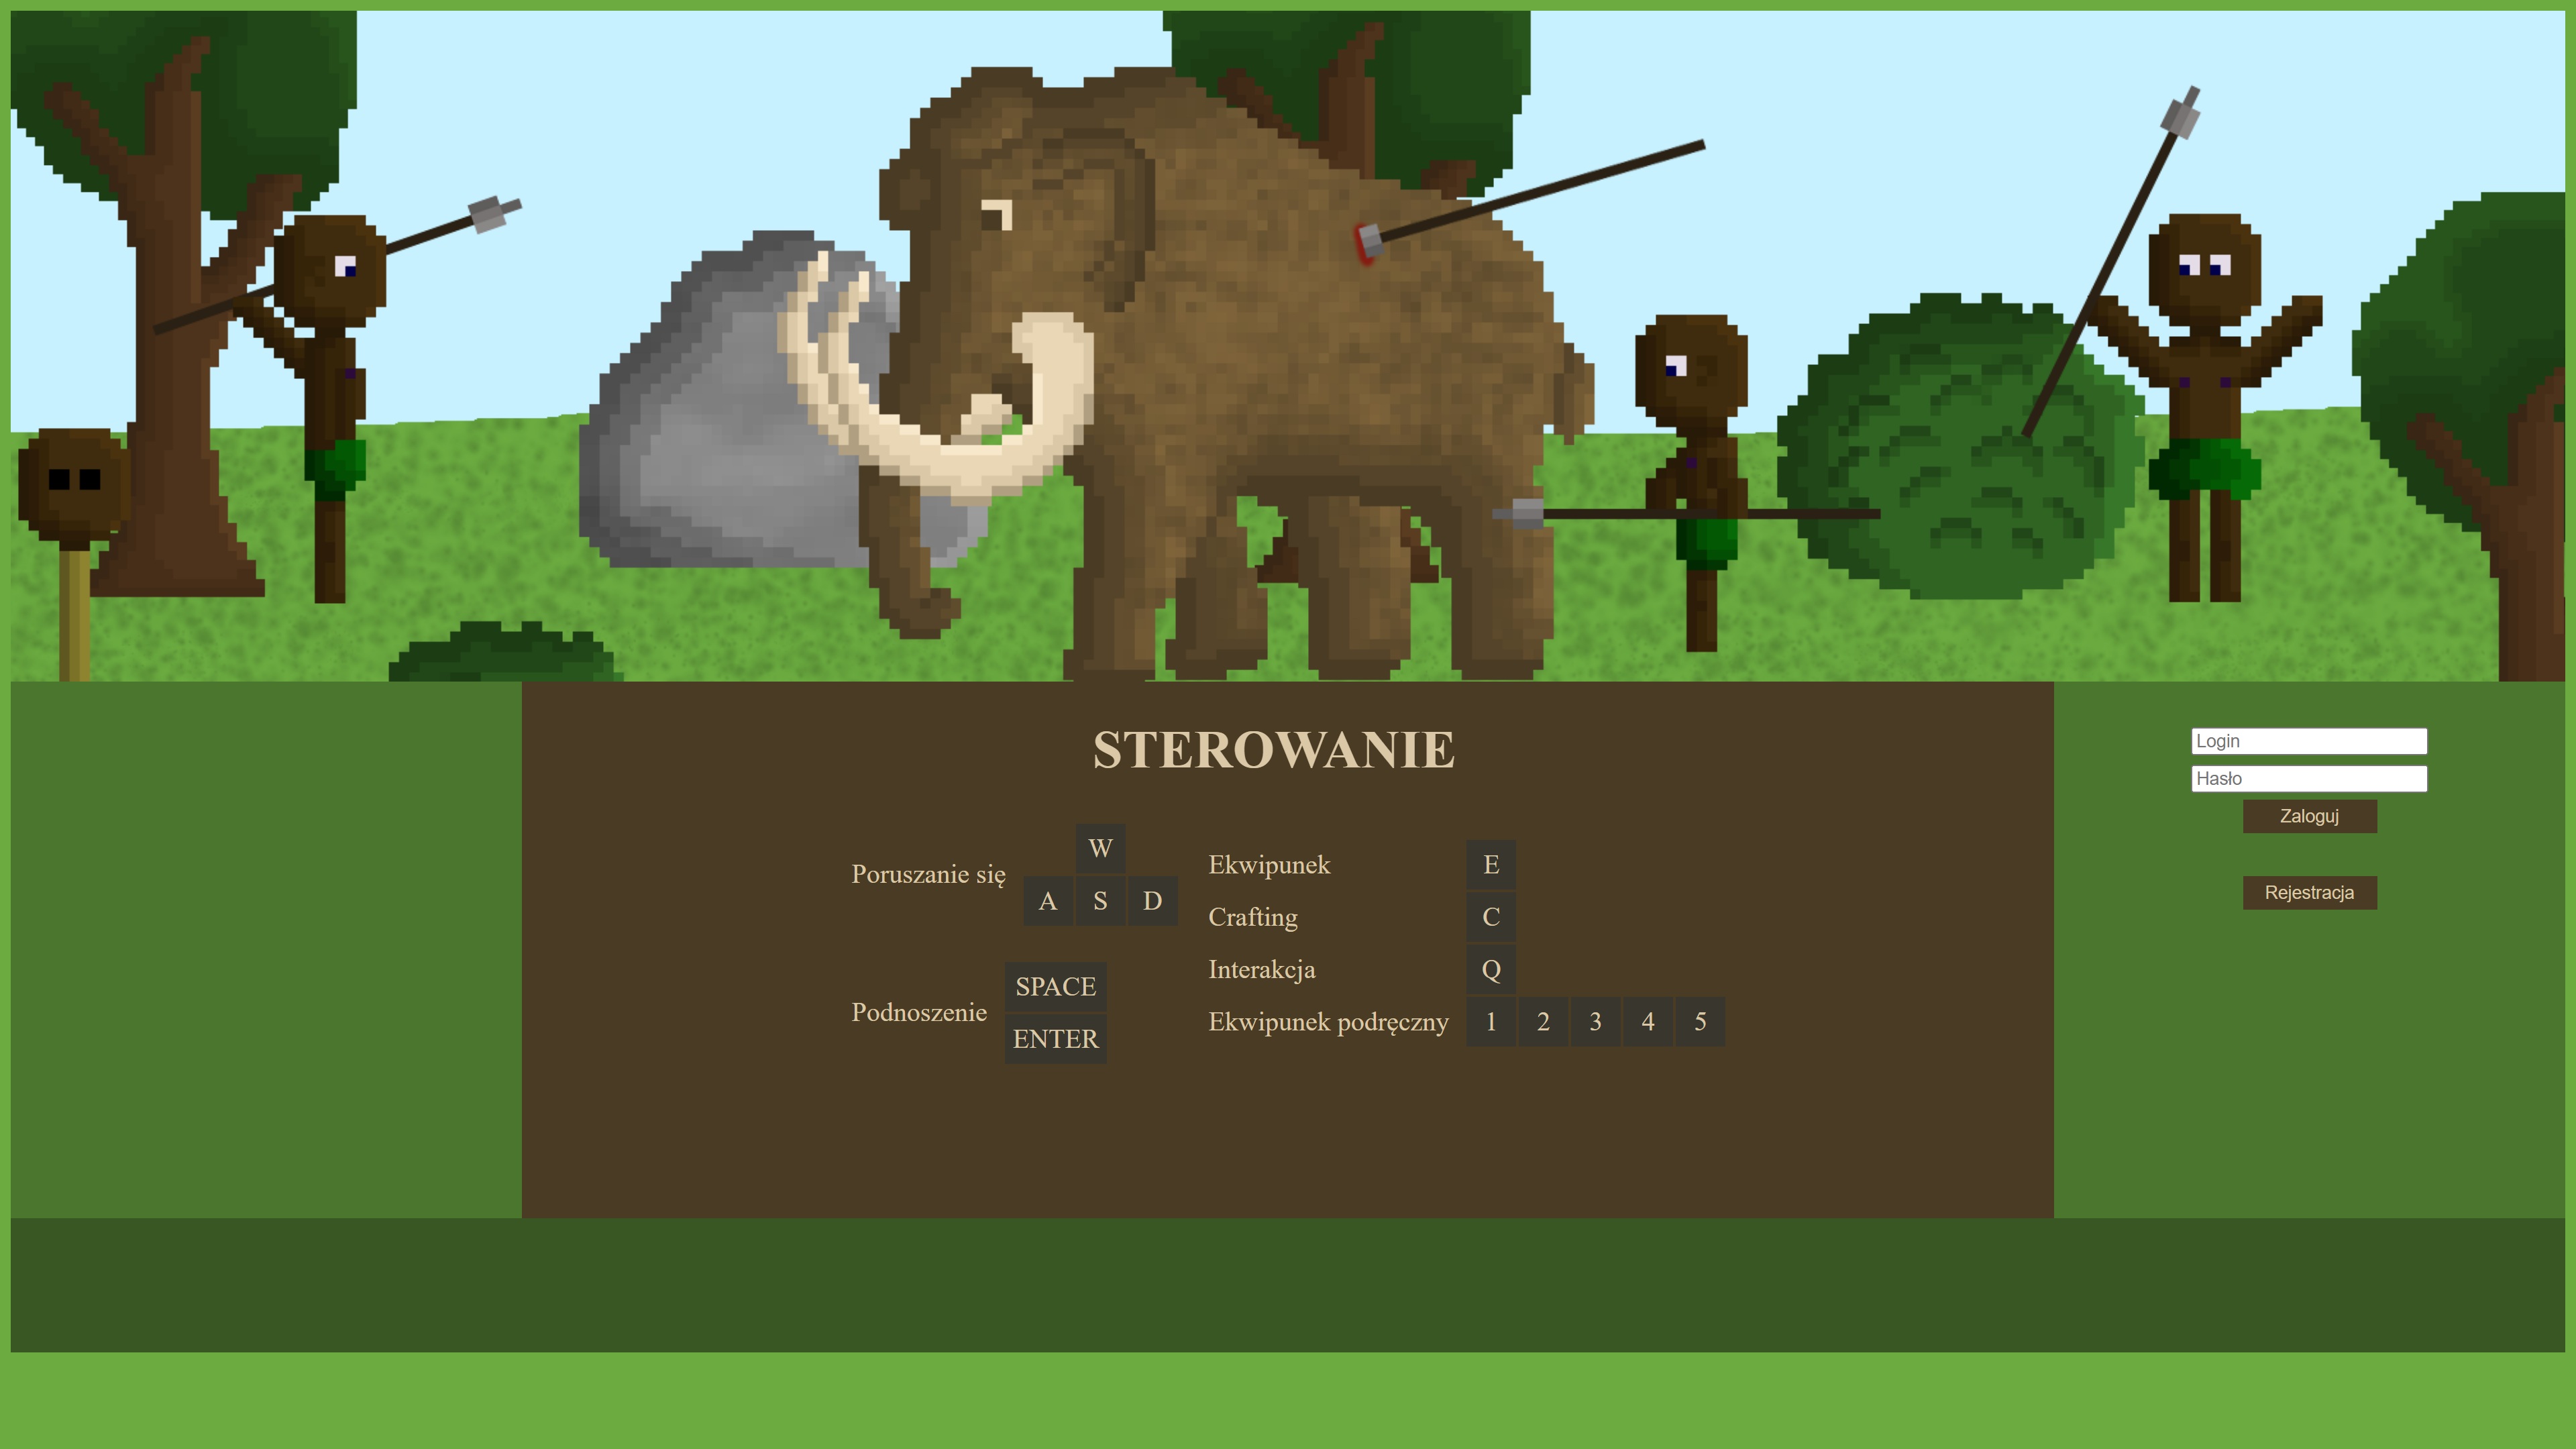 STEROWANIE
Poruszanie się
W
A S D
Podnoszenie
SPACE
ENTER
Ekwipunek E
Crafting C
Interakcja Q
Ekwipunek podręczny 1 2 3 4 5
Login
Hasło
Zaloguj
Rejestracja